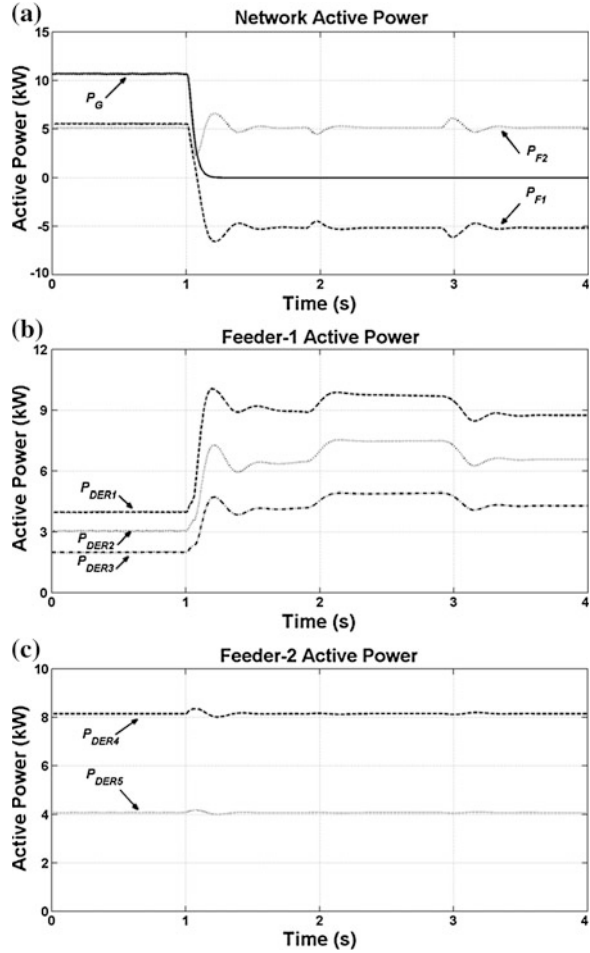 (a)
Network Active Power
Active Power (kW)
15
10
5
0
-5
-10
P_G
P_F2
P_F1
0
1
2
3
4
Time (s)
(b)
Feeder-1 Active Power
Active Power (kW)
12
9
6
3
0
P_DER1
P_DER2
P_DER3
0
1
2
3
4
Time (s)
(c)
Feeder-2 Active Power
Active Power (kW)
10
8
6
4
2
0
P_DER4
P_DER5
0
1
2
3
4
Time (s)